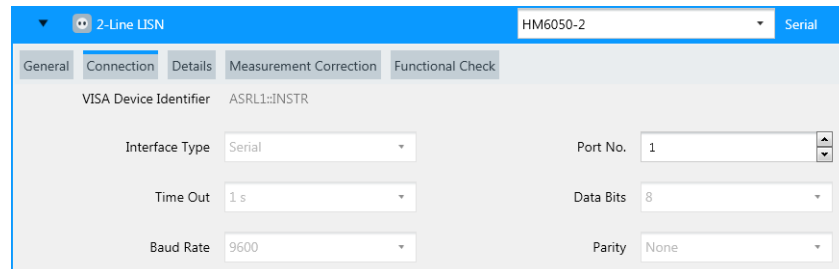 2-Line LISN HM6050-2 Serial
General Connection Details Measurement Correction Functional Check
VISA Device Identifier ASRL1::INSTR
Interface Type Serial Port No. 1
Time Out 1 s Data Bits 8
Baud Rate 9600 Parity None